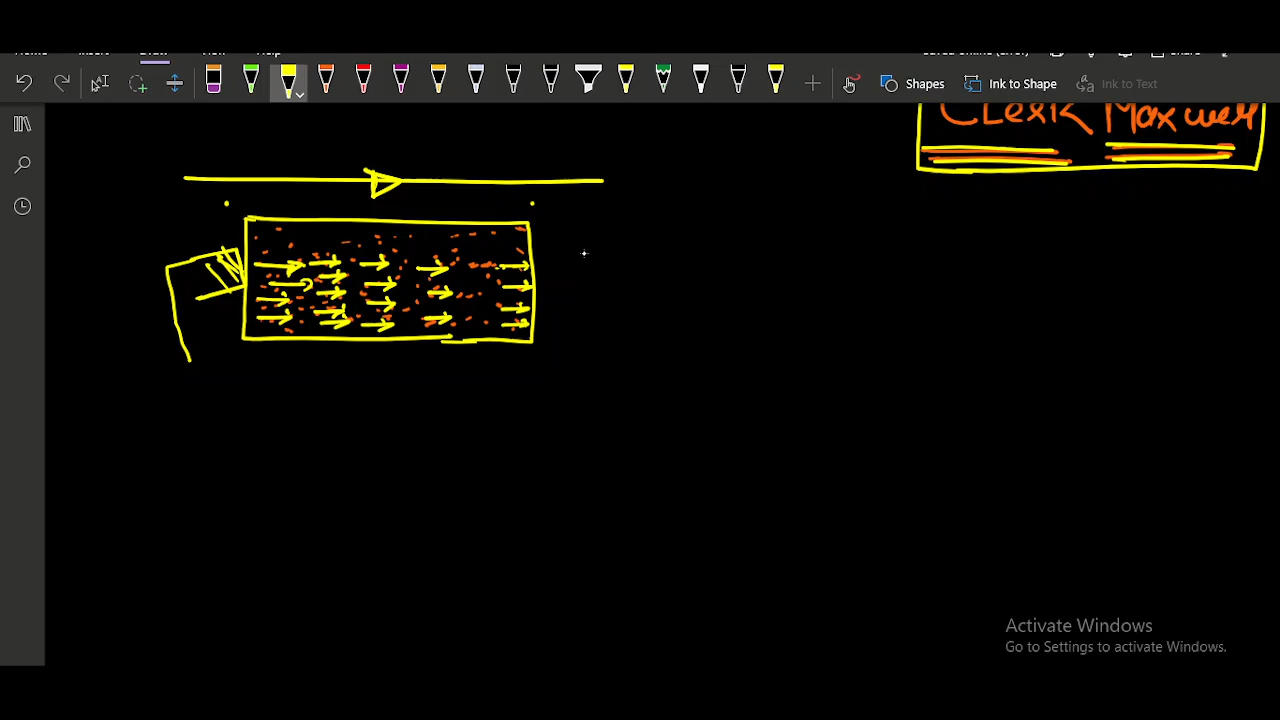 Shapes
Ink to Shape
Ink to Text
CLerk Maxwell
Activate Windows
Go to Settings to activate Windows.